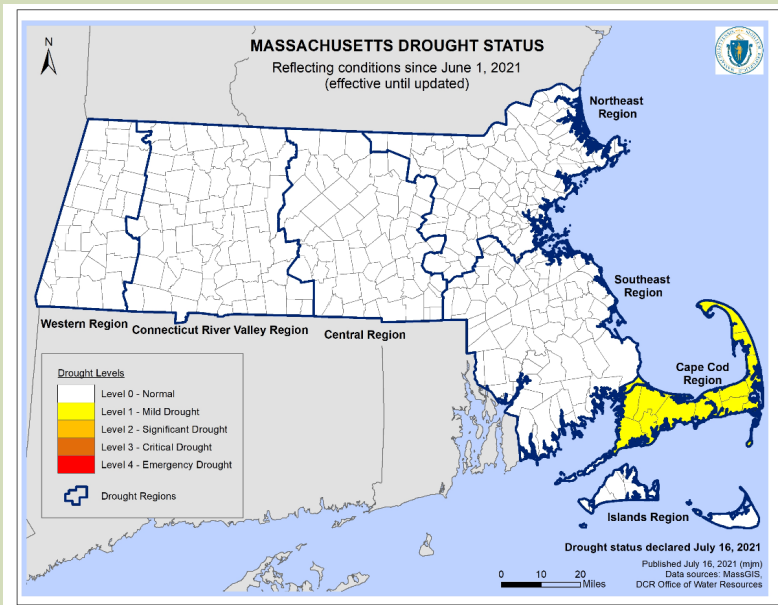 MASSACHUSETTS DROUGHT STATUS
Reflecting conditions since June 1, 2021
(effective until updated)
N
Northeast
Region
Southeast
Region
Western Region
Connecticut River Valley Region
Central Region
Cape Cod
Region
Drought Levels
Level 0 - Normal
Level 1 - Mild Drought
Level 2 - Significant Drought
Level 3 - Critical Drought
Level 4 - Emergency Drought
Drought Regions
Islands Region
Drought status declared July 16, 2021
Published July 16, 2021 (mjm)
Data sources: MassGIS,
DCR Office of Water Resources
0 10 20
Miles